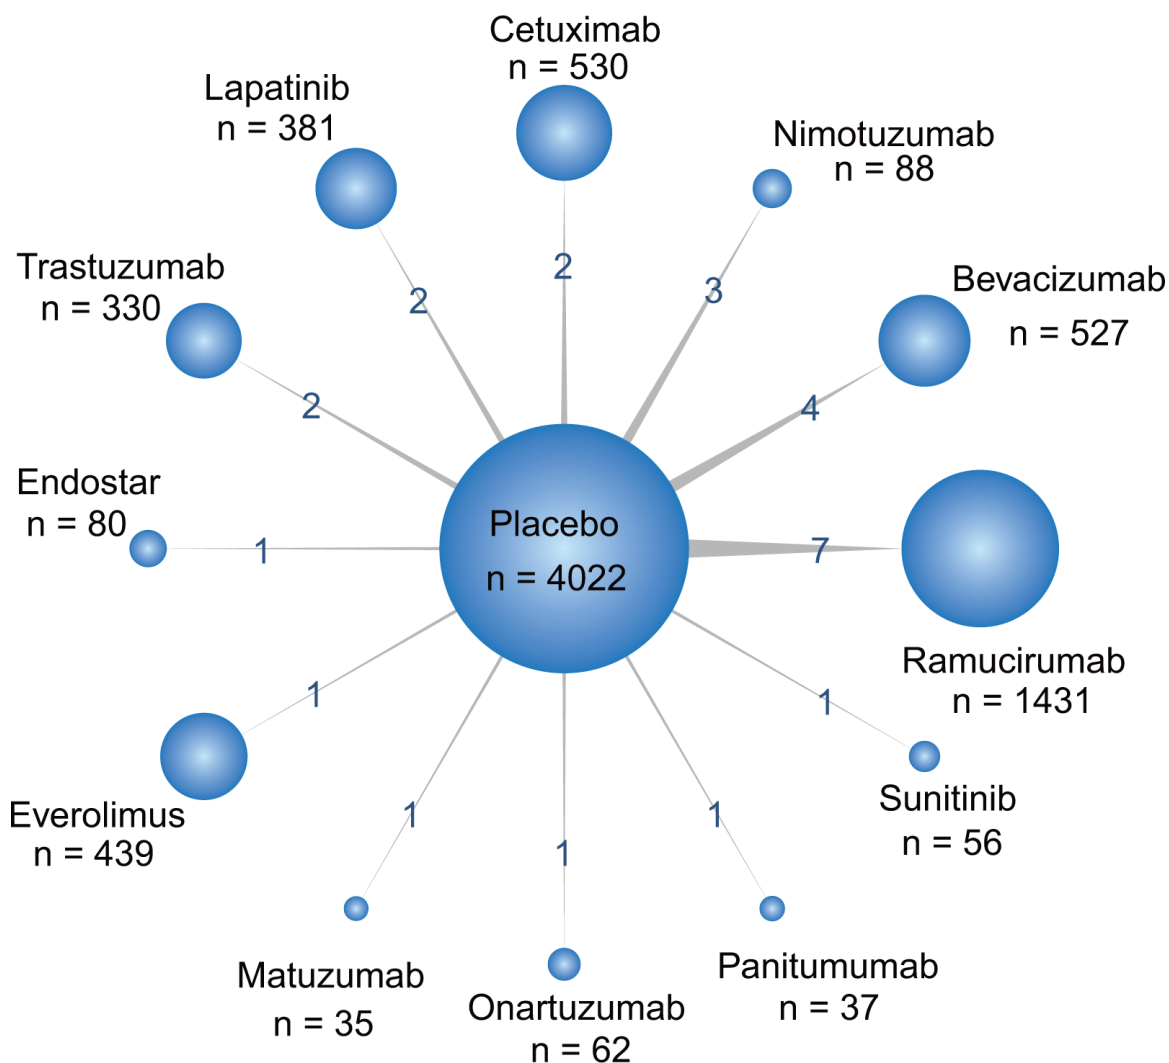 Cetuximab
n = 530
Lapatinib
n = 381
Nimotuzumab
n = 88
2
2
3
Trastuzumab
n = 330
Bevacizumab
n = 527
2
4
Endostar
n = 80
1
Placebo
n = 4022
7
Ramucirumab
n = 1431
1
1
Sunitinib
n = 56
Everolimus
n = 439
1
1
1
Matuzumab
n = 35
Onartuzumab
n = 62
Panitumumab
n = 37